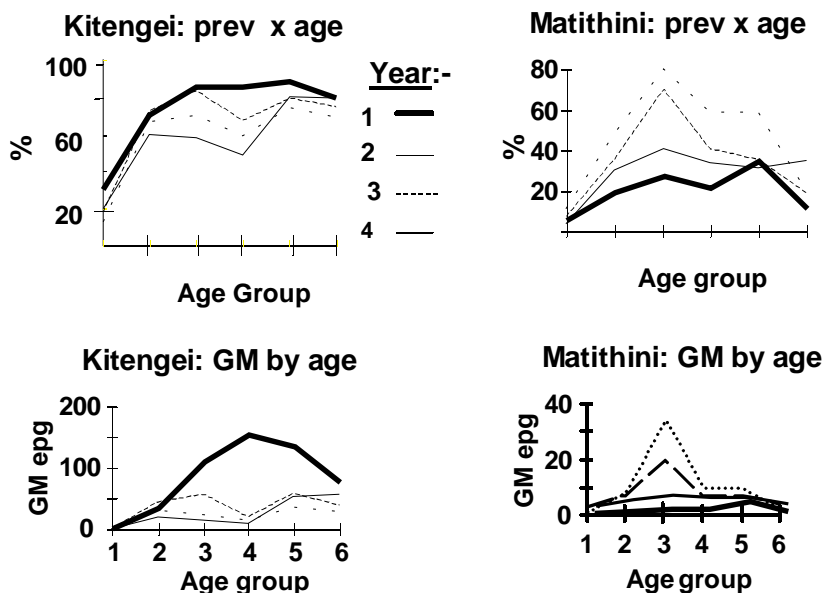 Kitengei: prev x age
100
60
20
%
Age Group
Year:-
1
2
3
4
Matithini: prev x age
80
60
40
20
%
Age group
Kitengei: GM by age
200
100
0
GM epg
1 2 3 4 5 6
Age group
Matithini: GM by age
40
20
0
GM epg
1 2 3 4 5 6
Age group